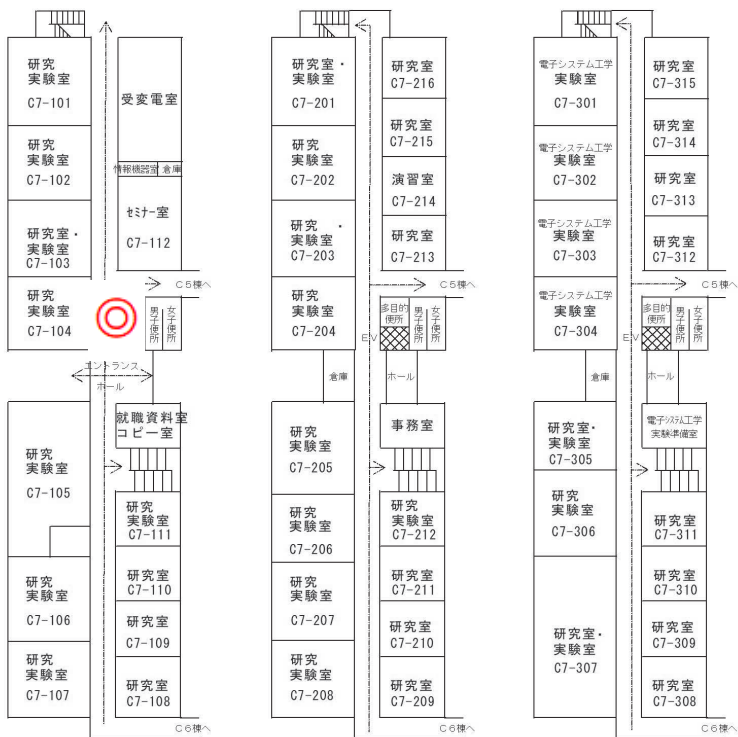 研究
実験室
C7-101
研究
実験室
C7-102
研究室・
実験室
C7-103
研究
実験室
C7-104
受変電室
情報機器室
倉庫
セミナー室
C7-112
C5棟へ
男子便所
女子便所
エントランス
ホール
就職資料室
コピー室
研究
実験室
C7-105
研究
実験室
C7-106
研究
実験室
C7-107
研究
実験室
C7-111
研究室
C7-110
研究室
C7-109
研究室
C7-108
C6棟へ
研究室・
実験室
C7-201
研究
実験室
C7-202
研究・
実験室
C7-203
研究
実験室
C7-204
研究室
C7-216
研究室
C7-215
演習室
C7-214
研究室
C7-213
C5棟へ
多目的
便所
男子便所
女子便所
EV
倉庫
ホール
事務室
研究
実験室
C7-205
研究
実験室
C7-206
研究
実験室
C7-207
研究
実験室
C7-208
研究
実験室
C7-212
研究室
C7-211
研究室
C7-210
研究室
C7-209
C6棟へ
電子システム工学
実験室
C7-301
電子システム工学
実験室
C7-302
電子システム工学
実験室
C7-303
電子システム工学
実験室
C7-304
研究室
C7-315
研究室
C7-314
研究室
C7-313
研究室
C7-312
C5棟へ
多目的
便所
男子便所
女子便所
EV
倉庫
ホール
電子システム工学
実験準備室
研究室・
実験室
C7-305
研究
実験室
C7-306
研究室・
実験室
C7-307
研究室
C7-311
研究室
C7-310
研究室
C7-309
研究室
C7-308
C6棟へ